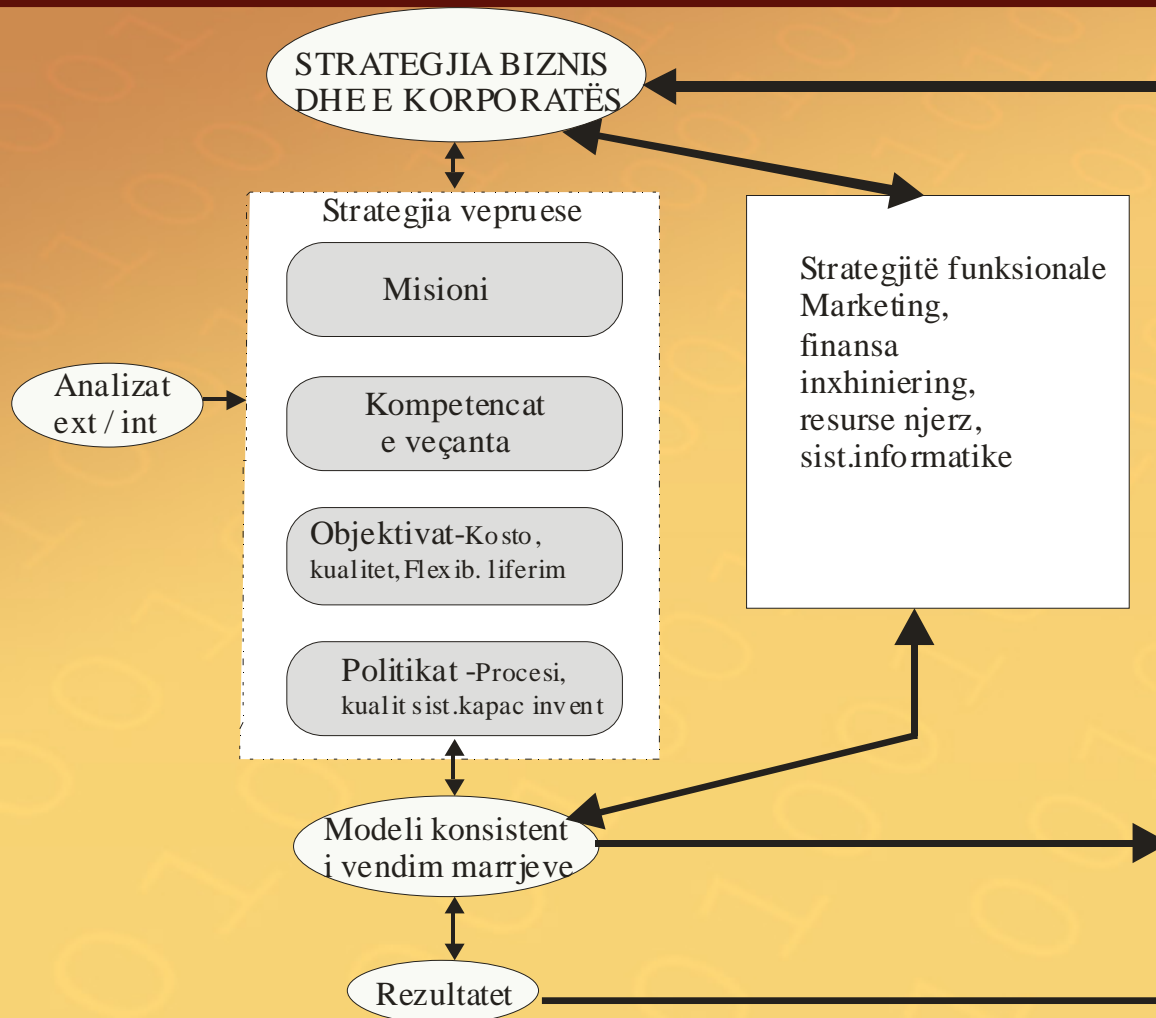 STRATEGJIA BIZNIS
DHE E KORPORATËS
Strategjia vepruese
Misioni
Analizat
ext / int
Kompetencat
e veçanta
Objektivat-Kosto,
kualitet,Flexib. liferim
Politikat -Procesi,
kualit sist.kapac invent
Strategjitë funksionale
Marketing,
finansa
inxhiniering,
resurse njerz,
sist.informatike
Modeli konsistent
i vendim marrjeve
Rezultatet